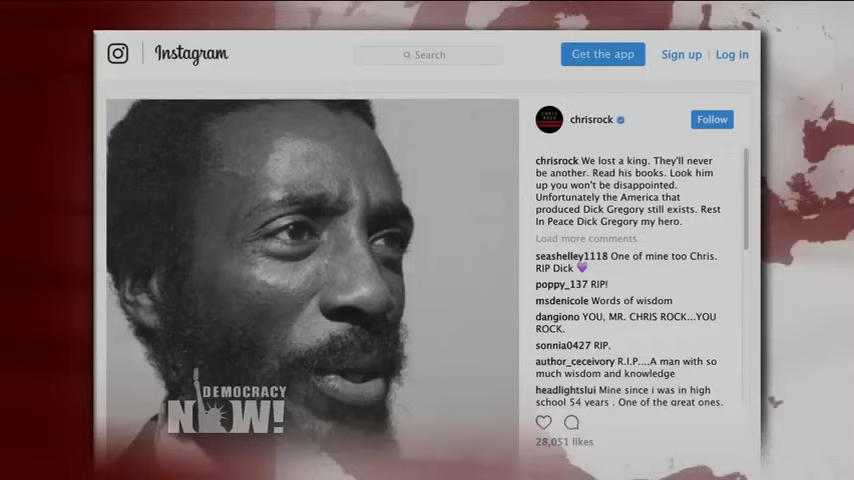 Instagram
Search
Get the app
Sign up | Log in
CHRIS
ROCK
chrisrock
Follow
chrisrock We lost a king. They'll never
be another. Read his books. Look him
up you won't be disappointed.
Unfortunately the America that
produced Dick Gregory still exists. Rest
In Peace Dick Gregory my hero.
Load more comments
seashelley1118 One of mine too Chris.
RIP Dick 💜
poppy_137 RIP!
msdenicole Words of wisdom
dangiono YOU, MR. CHRIS ROCK...YOU
ROCK.
sonnia0427 RIP.
author_ceceivory R.I.P....A man with so
much wisdom and knowledge
headlightslui Mine since i was in high
school 54 years . One of the great ones.
28,051 likes
DEMOCRACY
NOW!